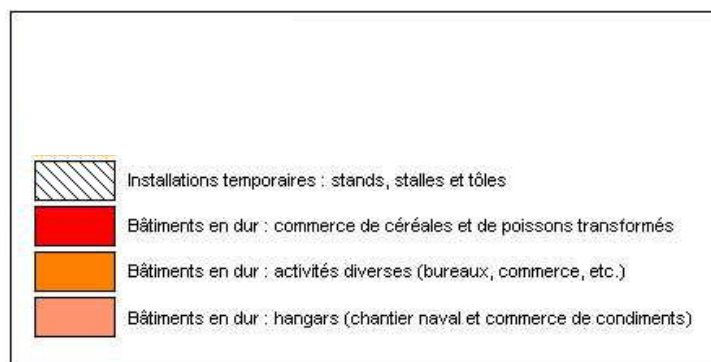 Installations temporaires : stands, stalles et tôles
Bâtiments en dur : commerce de céréales et de poissons transformés
Bâtiments en dur : activités diverses (bureaux, commerce, etc.)
Bâtiments en dur : hangars (chantier naval et commerce de condiments)